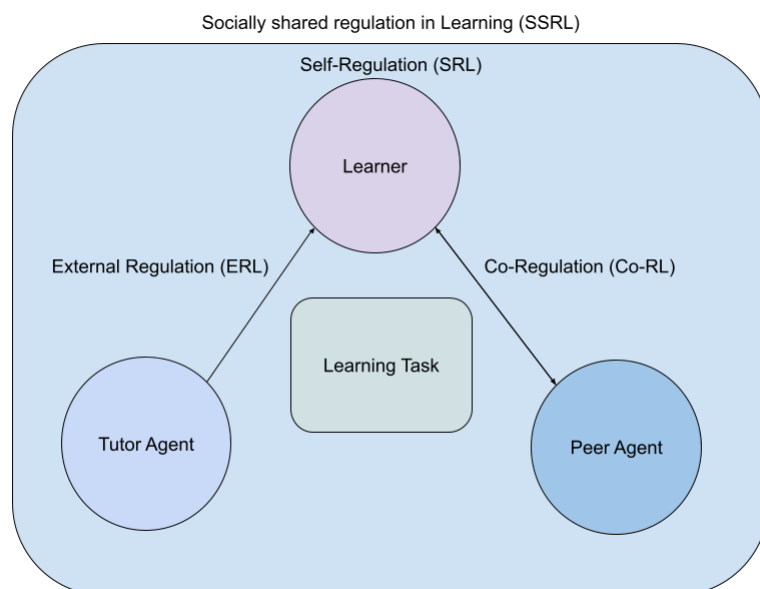 Socially shared regulation in Learning (SSRL)
Self-Regulation (SRL)
Learner
External Regulation (ERL)
Co-Regulation (Co-RL)
Learning Task
Tutor Agent
Peer Agent